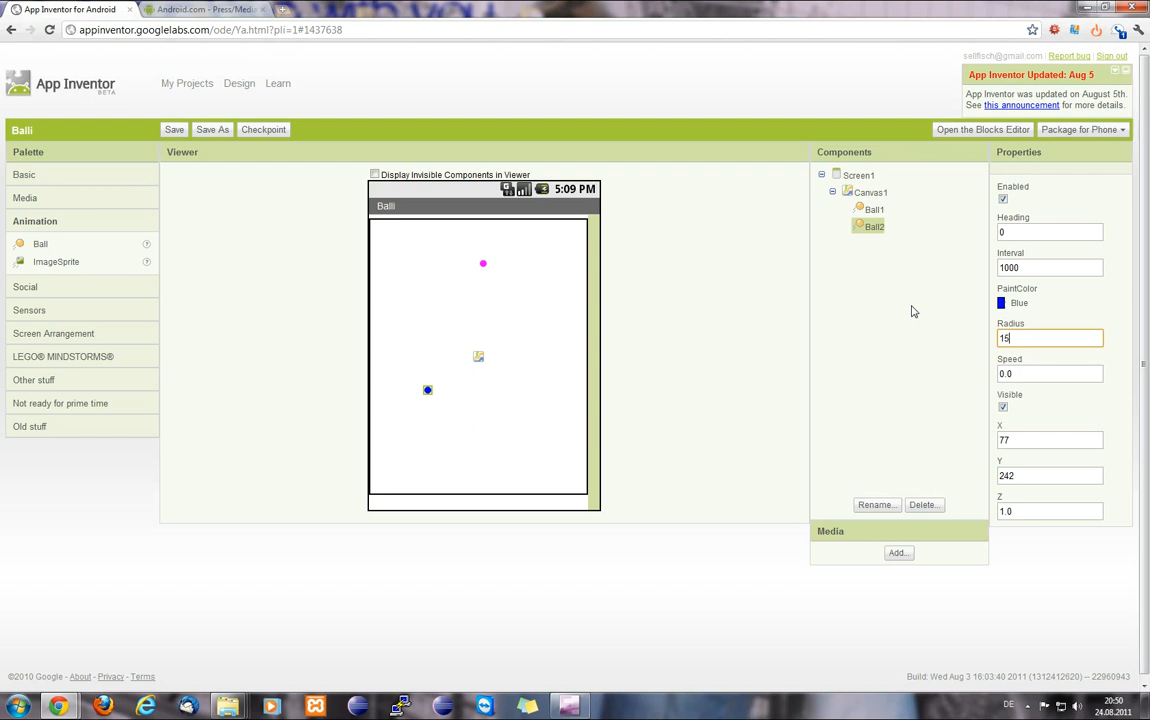 App Inventor for Android
Android.com - Press/Media
appinventor.googlelabs.com/ode/Ya.html?pli=1#1437638
sellfisch@gmail.com | Report bug | Sign out
App Inventor
BETA
My Projects Design Learn
App Inventor Updated: Aug 5
App Inventor was updated on August 5th.
See this announcement for more details.
Balli
Save Save As Checkpoint
Open the Blocks Editor Package for Phone
Palette
Basic
Media
Animation
Ball ?
ImageSprite ?
Social
Sensors
Screen Arrangement
LEGO® MINDSTORMS®
Other stuff
Not ready for prime time
Old stuff
Viewer
Display Invisible Components in Viewer
5:09 PM
Balli
Components
Screen1
Canvas1
Ball1
Ball2
Rename... Delete...
Media
Add...
Properties
Enabled
Heading
0
Interval
1000
PaintColor
Blue
Radius
15
Speed
0.0
Visible
X
77
Y
242
Z
1.0
©2010 Google - About - Privacy - Terms
Build: Wed Aug 3 16:03:40 2011 (1312412620) -- 22960943
DE
20:50
24.08.2011